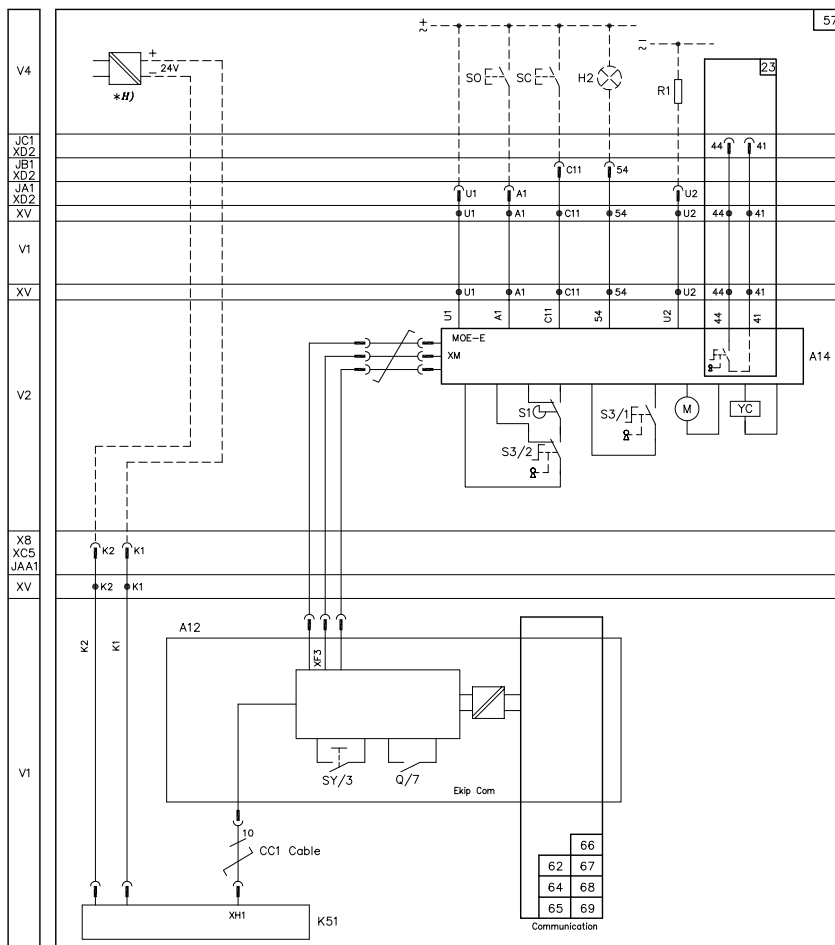 57
V4
+
~
+
−
24V
*H)
SO
SC
H2
R1
=
~
23
JC1
XD2
44
41
JB1
XD2
C11
54
JA1
XD2
U1
A1
U2
XV
U1
A1
C11
54
U2
44
41
V1
XV
U1
A1
C11
54
U2
44
41
U1
A1
C11
54
U2
44
41
V2
MOE-E
XM
A14
S1
S3/1
M
YC
S3/2
X8
XC5
JAA1
K2
K1
XV
K2
K1
V1
K2
K1
A12
XF3
SY/3
Q/7
Ekip Com
10
CC1 Cable
66
62
67
64
68
65
69
Communication
XH1
K51